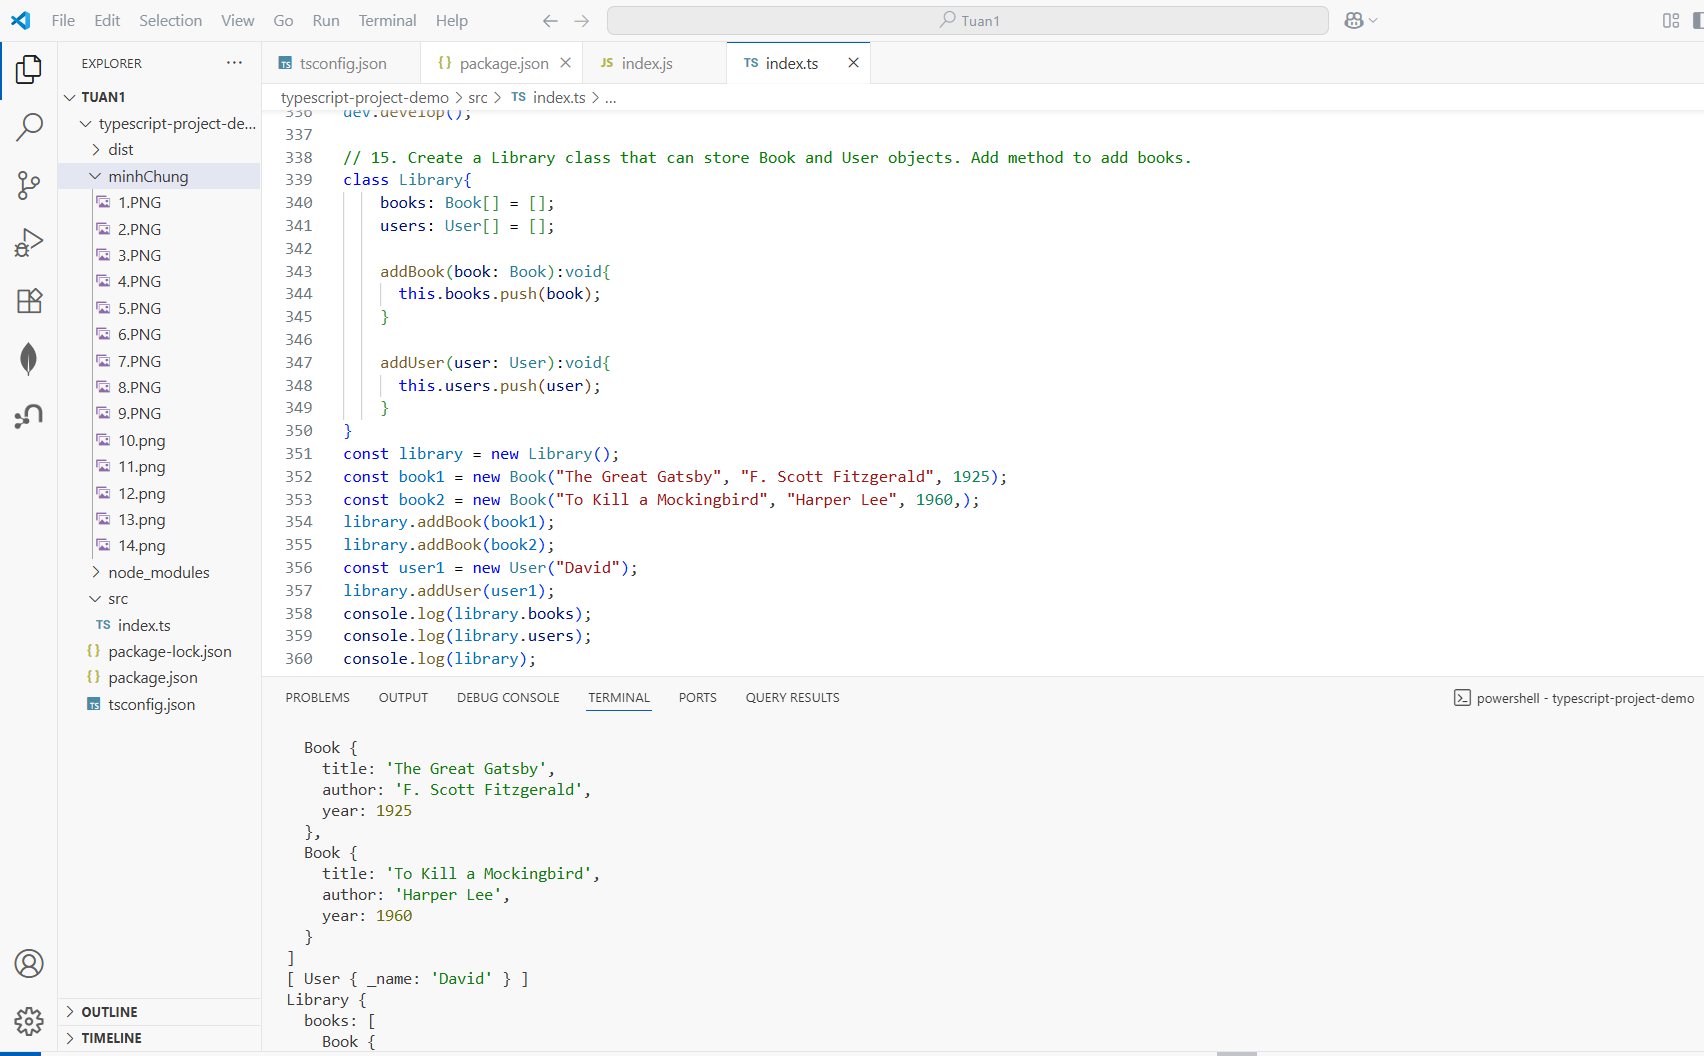 File Edit Selection View Go Run Terminal Help
Tuan1
EXPLORER
TUAN1
typescript-project-de...
dist
minhChung
1.PNG
2.PNG
3.PNG
4.PNG
5.PNG
6.PNG
7.PNG
8.PNG
9.PNG
10.png
11.png
12.png
13.png
14.png
node_modules
src
TS index.ts
{} package-lock.json
{} package.json
TS tsconfig.json
OUTLINE
TIMELINE
TS tsconfig.json {} package.json JS index.js TS index.ts
typescript-project-demo > src > TS index.ts > ...
336 dev.develop();
337
338 // 15. Create a Library class that can store Book and User objects. Add method to add books.
339 class Library{
340 books: Book[] = [];
341 users: User[] = [];
342
343 addBook(book: Book):void{
344 this.books.push(book);
345 }
346
347 addUser(user: User):void{
348 this.users.push(user);
349 }
350 }
351 const library = new Library();
352 const book1 = new Book("The Great Gatsby", "F. Scott Fitzgerald", 1925);
353 const book2 = new Book("To Kill a Mockingbird", "Harper Lee", 1960,);
354 library.addBook(book1);
355 library.addBook(book2);
356 const user1 = new User("David");
357 library.addUser(user1);
358 console.log(library.books);
359 console.log(library.users);
360 console.log(library);
PROBLEMS OUTPUT DEBUG CONSOLE TERMINAL PORTS QUERY RESULTS
powershell - typescript-project-demo
Book {
title: 'The Great Gatsby',
author: 'F. Scott Fitzgerald',
year: 1925
},
Book {
title: 'To Kill a Mockingbird',
author: 'Harper Lee',
year: 1960
}
]
[ User { _name: 'David' } ]
Library {
books: [
Book {